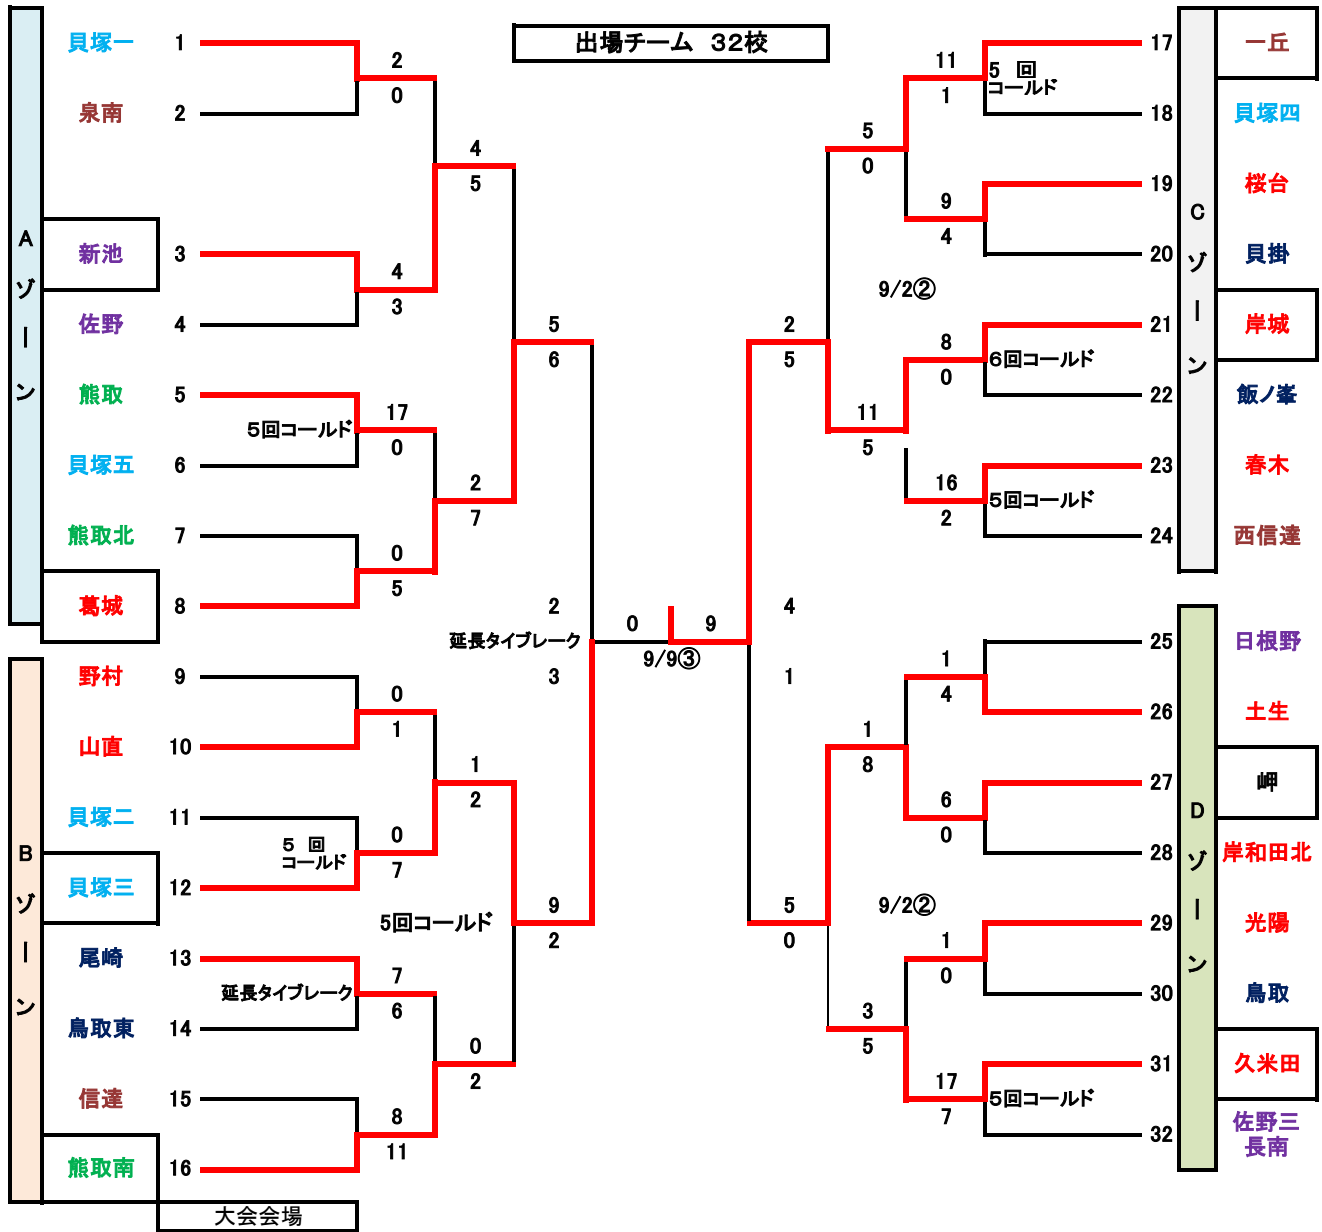 出場チーム 32校
Aゾーン
貝塚一 1
泉南 2
新池 3
佐野 4
熊取 5
貝塚五 6
熊取北 7
葛城 8
2
0
4
3
5回コールド
17
0
0
5
4
5
2
7
5
6
Bゾーン
野村 9
山直 10
貝塚二 11
貝塚三 12
尾崎 13
鳥取東 14
信達 15
熊取南 16
0
1
5 回
コールド
0
7
延長タイブレーク
7
6
8
11
1
2
0
2
5回コールド
9
2
2
延長タイブレーク
3
0
9
9/9③
4
1
Cゾーン
17 一丘
18 貝塚四
19 桜台
20 貝掛
21 岸城
22 飯ノ峯
23 春木
24 西信達
11
1
5 回
コールド
9
4
8
0
6回コールド
16
2
5回コールド
5
0
11
5
9/2②
2
5
Dゾーン
25 日根野
26 土生
27 岬
28 岸和田北
29 光陽
30 鳥取
31 久米田
32 佐野三
長南
1
4
6
0
1
0
17
7
5回コールド
1
8
3
5
9/2②
5
0
大会会場